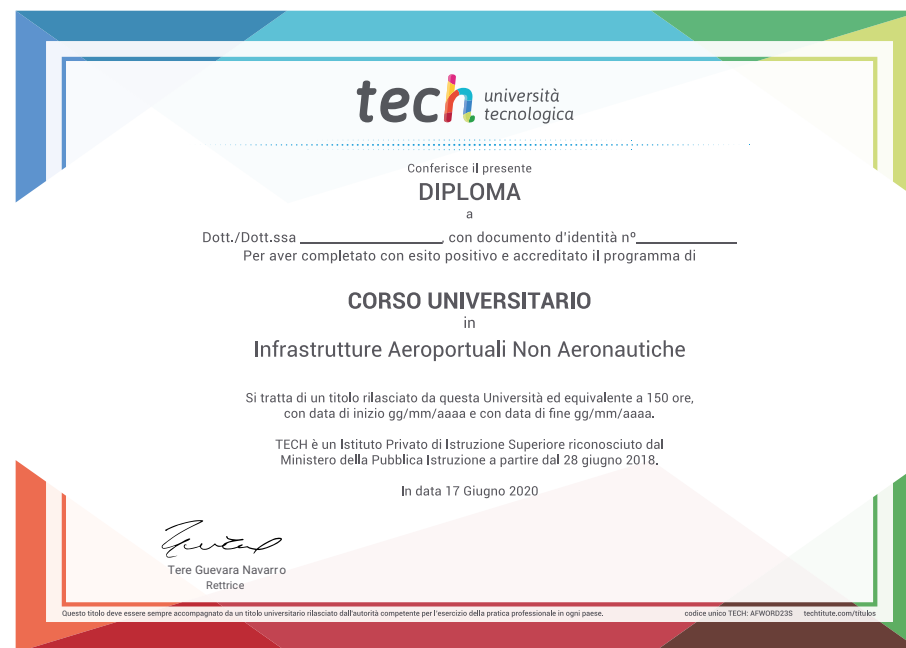 tech università
tecnologica
Conferisce il presente
DIPLOMA
a
Dott./Dott.ssa ____________________, con documento d'identità nº______________
Per aver completato con esito positivo e accreditato il programma di
CORSO UNIVERSITARIO
in
Infrastrutture Aeroportuali Non Aeronautiche
Si tratta di un titolo rilasciato da questa Università ed equivalente a 150 ore,
con data di inizio gg/mm/aaaa e con data di fine gg/mm/aaaa.
TECH è un Istituto Privato di Istruzione Superiore riconosciuto dal
Ministero della Pubblica Istruzione a partire dal 28 giugno 2018.
In data 17 Giugno 2020
Tere Guevara Navarro
Rettrice
Questo titolo deve essere sempre accompagnato da un titolo universitario rilasciato dall'autorità competente per l'esercizio della pratica professionale in ogni paese. codice unico TECH: AFWORD23S techtitute.com/titulos